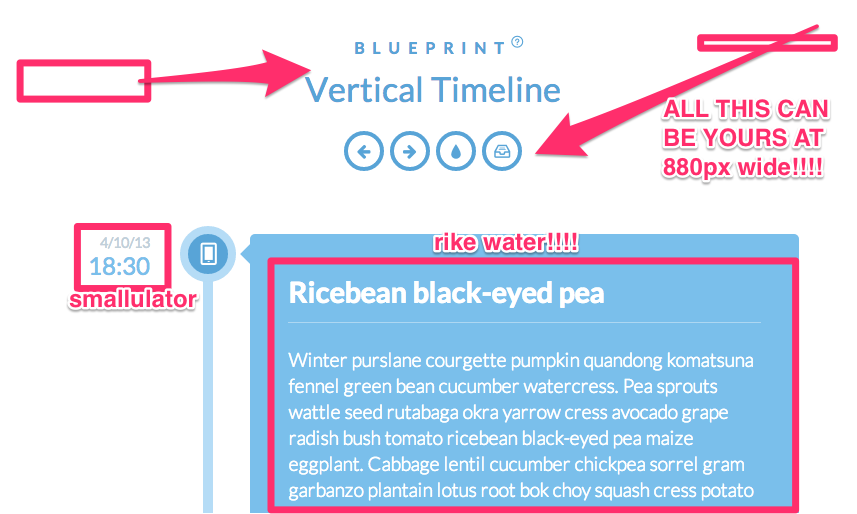 BLUEPRINT?
Vertical Timeline
ALL THIS CAN
BE YOURS AT
880px wide!!!!
4/10/13
18:30
smallulator
rike water!!!!
Ricebean black-eyed pea
Winter purslane courgette pumpkin quandong komatsuna
fennel green bean cucumber watercress. Pea sprouts
wattle seed rutabaga okra yarrow cress avocado grape
radish bush tomato ricebean black-eyed pea maize
eggplant. Cabbage lentil cucumber chickpea sorrel gram
garbanzo plantain lotus root bok choy squash cress potato